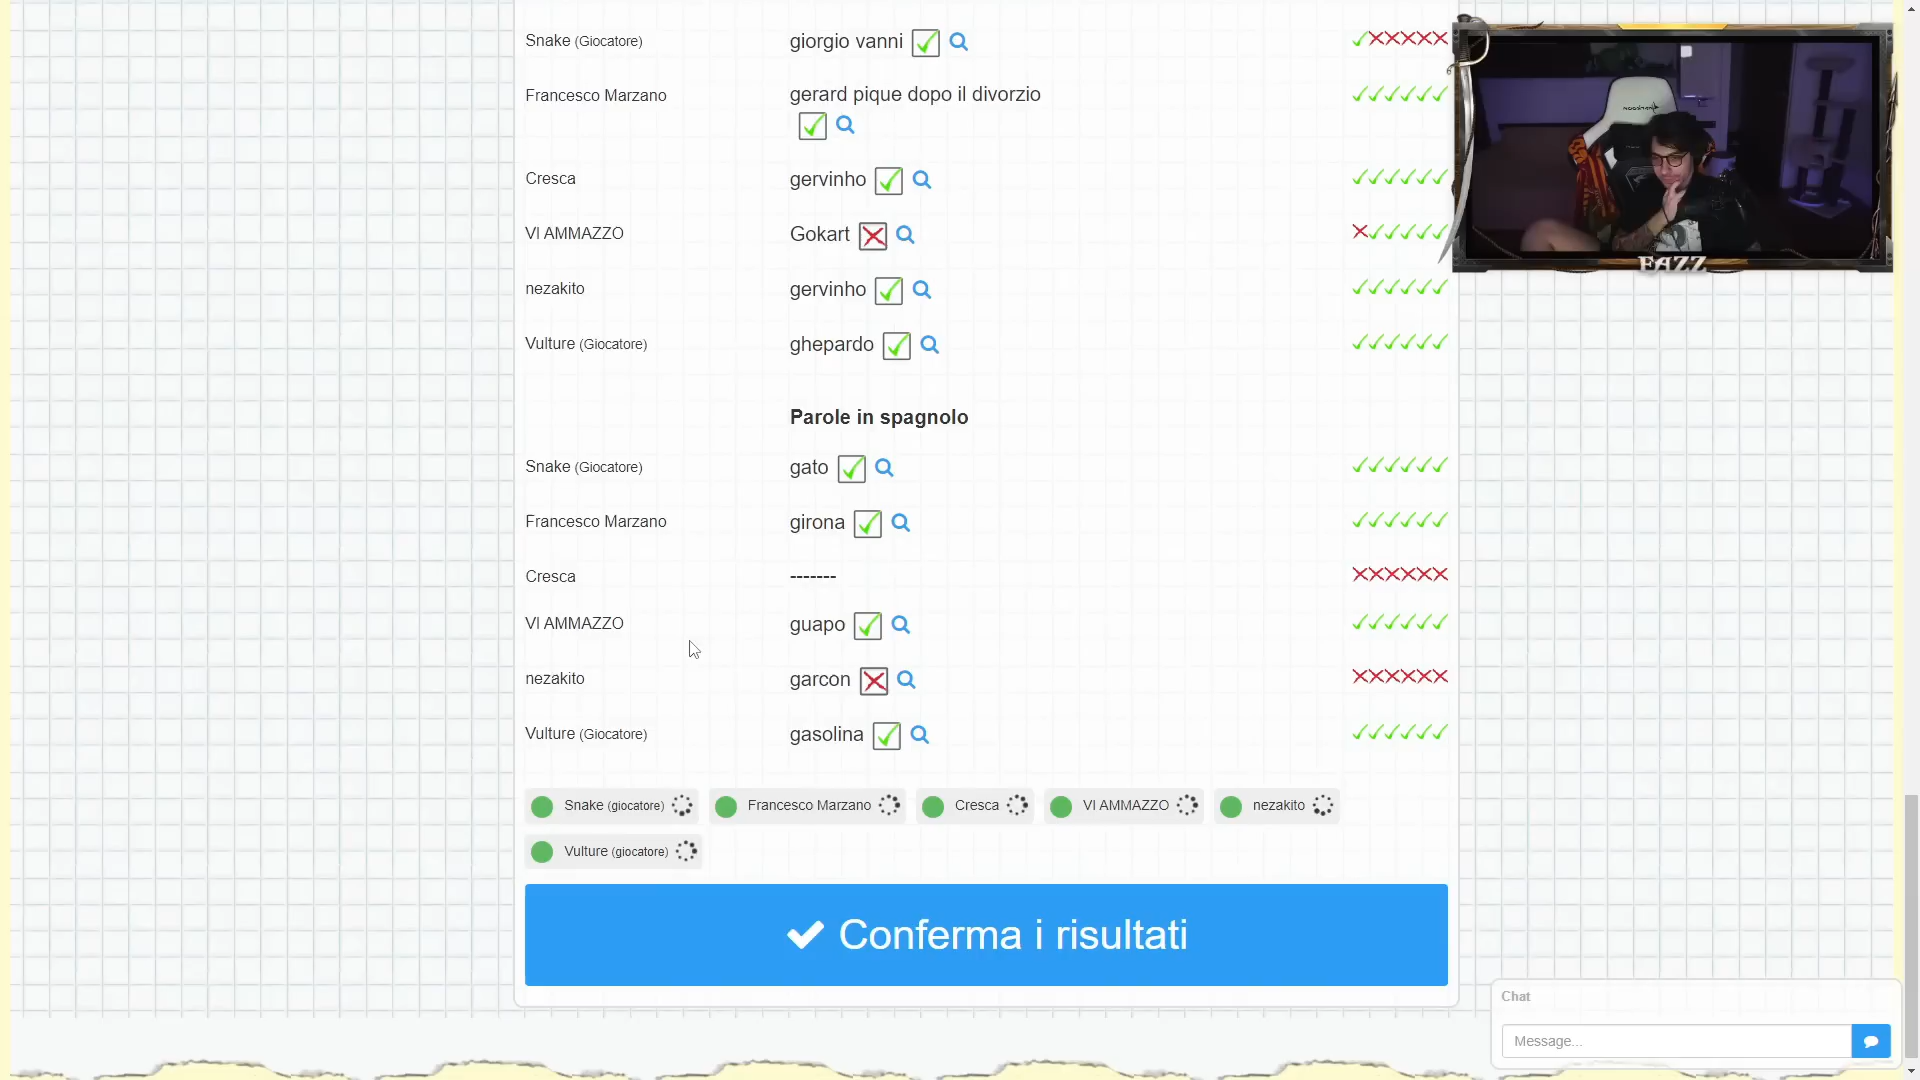 Snake (Giocatore) giorgio vanni
Francesco Marzano gerard pique dopo il divorzio
Cresca gervinho
VI AMMAZZO Gokart
nezakito gervinho
Vulture (Giocatore) ghepardo
Parole in spagnolo
Snake (Giocatore) gato
Francesco Marzano girona
Cresca -------
VI AMMAZZO guapo
nezakito garcon
Vulture (Giocatore) gasolina
Snake (giocatore) Francesco Marzano Cresca VI AMMAZZO nezakito
Vulture (giocatore)
Conferma i risultati
FAZZ
Chat
Message...